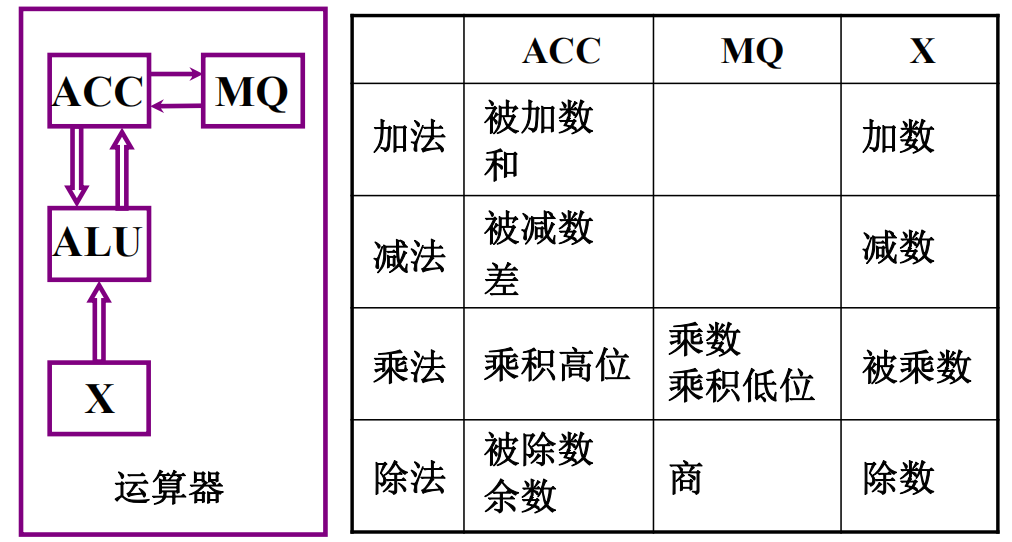 ACC
MQ
ALU
X
运算器
ACC MQ X
加法 被加数 和 加数
减法 被减数 差 减数
乘法 乘积高位 乘数 乘积低位 被乘数
除法 被除数 余数 商 除数